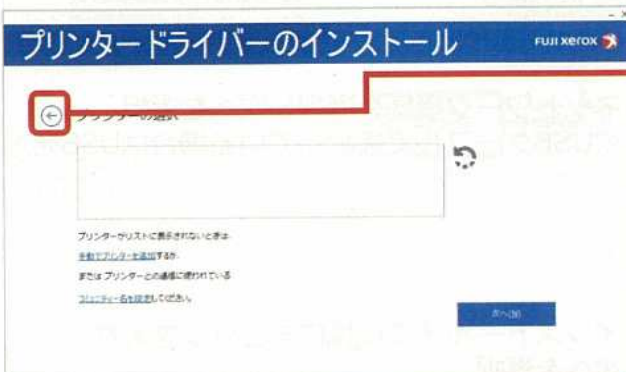 プリンタードライバーのインストール
FUJI XEROX
プリンターの選択
プリンターがリストに表示されないときは
手動でプリンターを追加するか、
または プリンターとの通信に使われている
コミュニティー名を設定してください。
次へ(N)